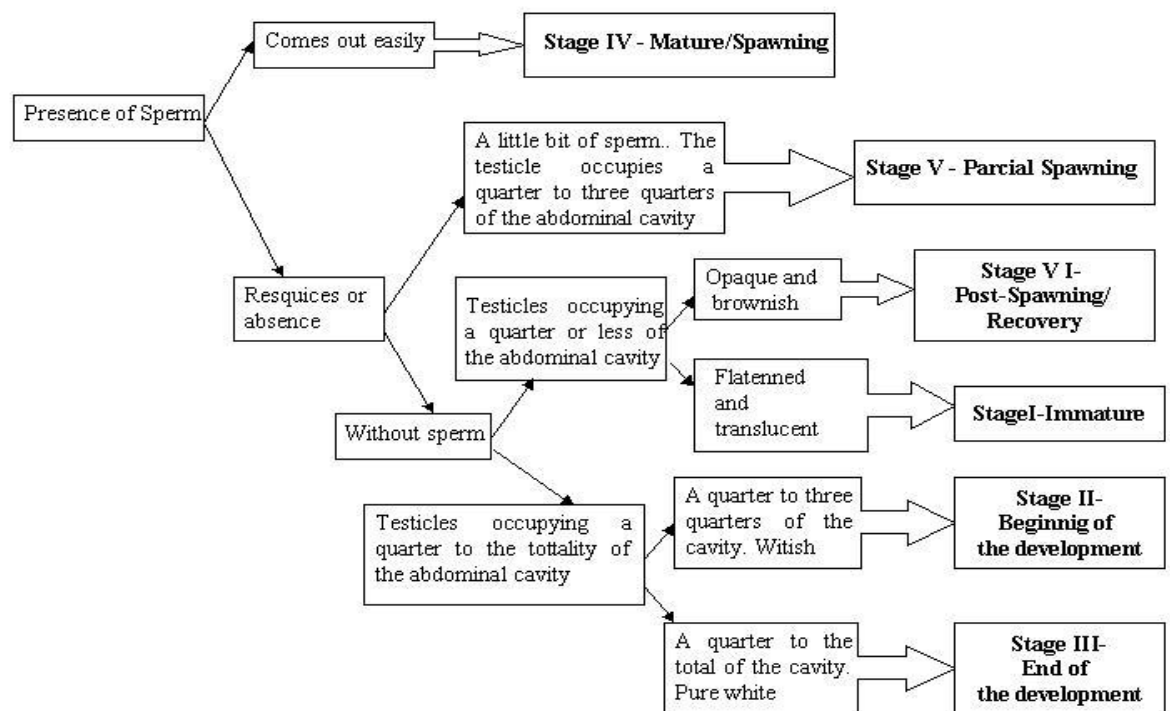 Comes out easily
Stage IV - Mature/Spawning
Presence of Sperm
A little bit of sperm.. The
testicle occupies a
quarter to three quarters
of the abdominal cavity
Stage V - Parcial Spawning
Resquices or
absence
Testicles occupying
a quarter or less of
the abdominal cavity
Opaque and
brownish
Stage V I-
Post-Spawning/
Recovery
Flatenned
and
translucent
StageI-Immature
Without sperm
Testicles occupying a
quarter to the tottality of
the abdominal cavity
A quarter to three
quarters of the
cavity. Witish
Stage II-
Beginnig of
the development
A quarter to the
total of the cavity.
Pure white
Stage III-
End of
the development